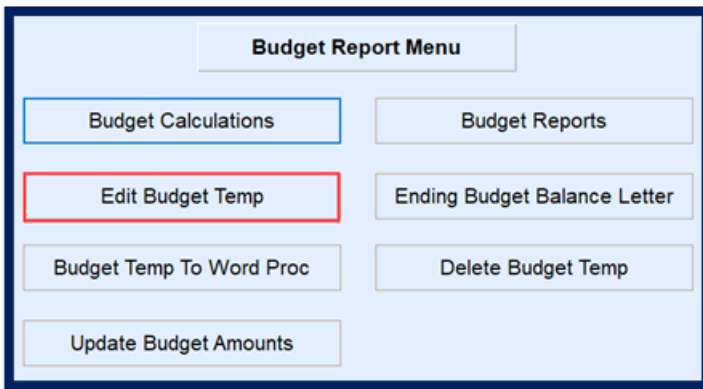 Budget Report Menu
Budget Calculations
Budget Reports
Edit Budget Temp
Ending Budget Balance Letter
Budget Temp To Word Proc
Delete Budget Temp
Update Budget Amounts